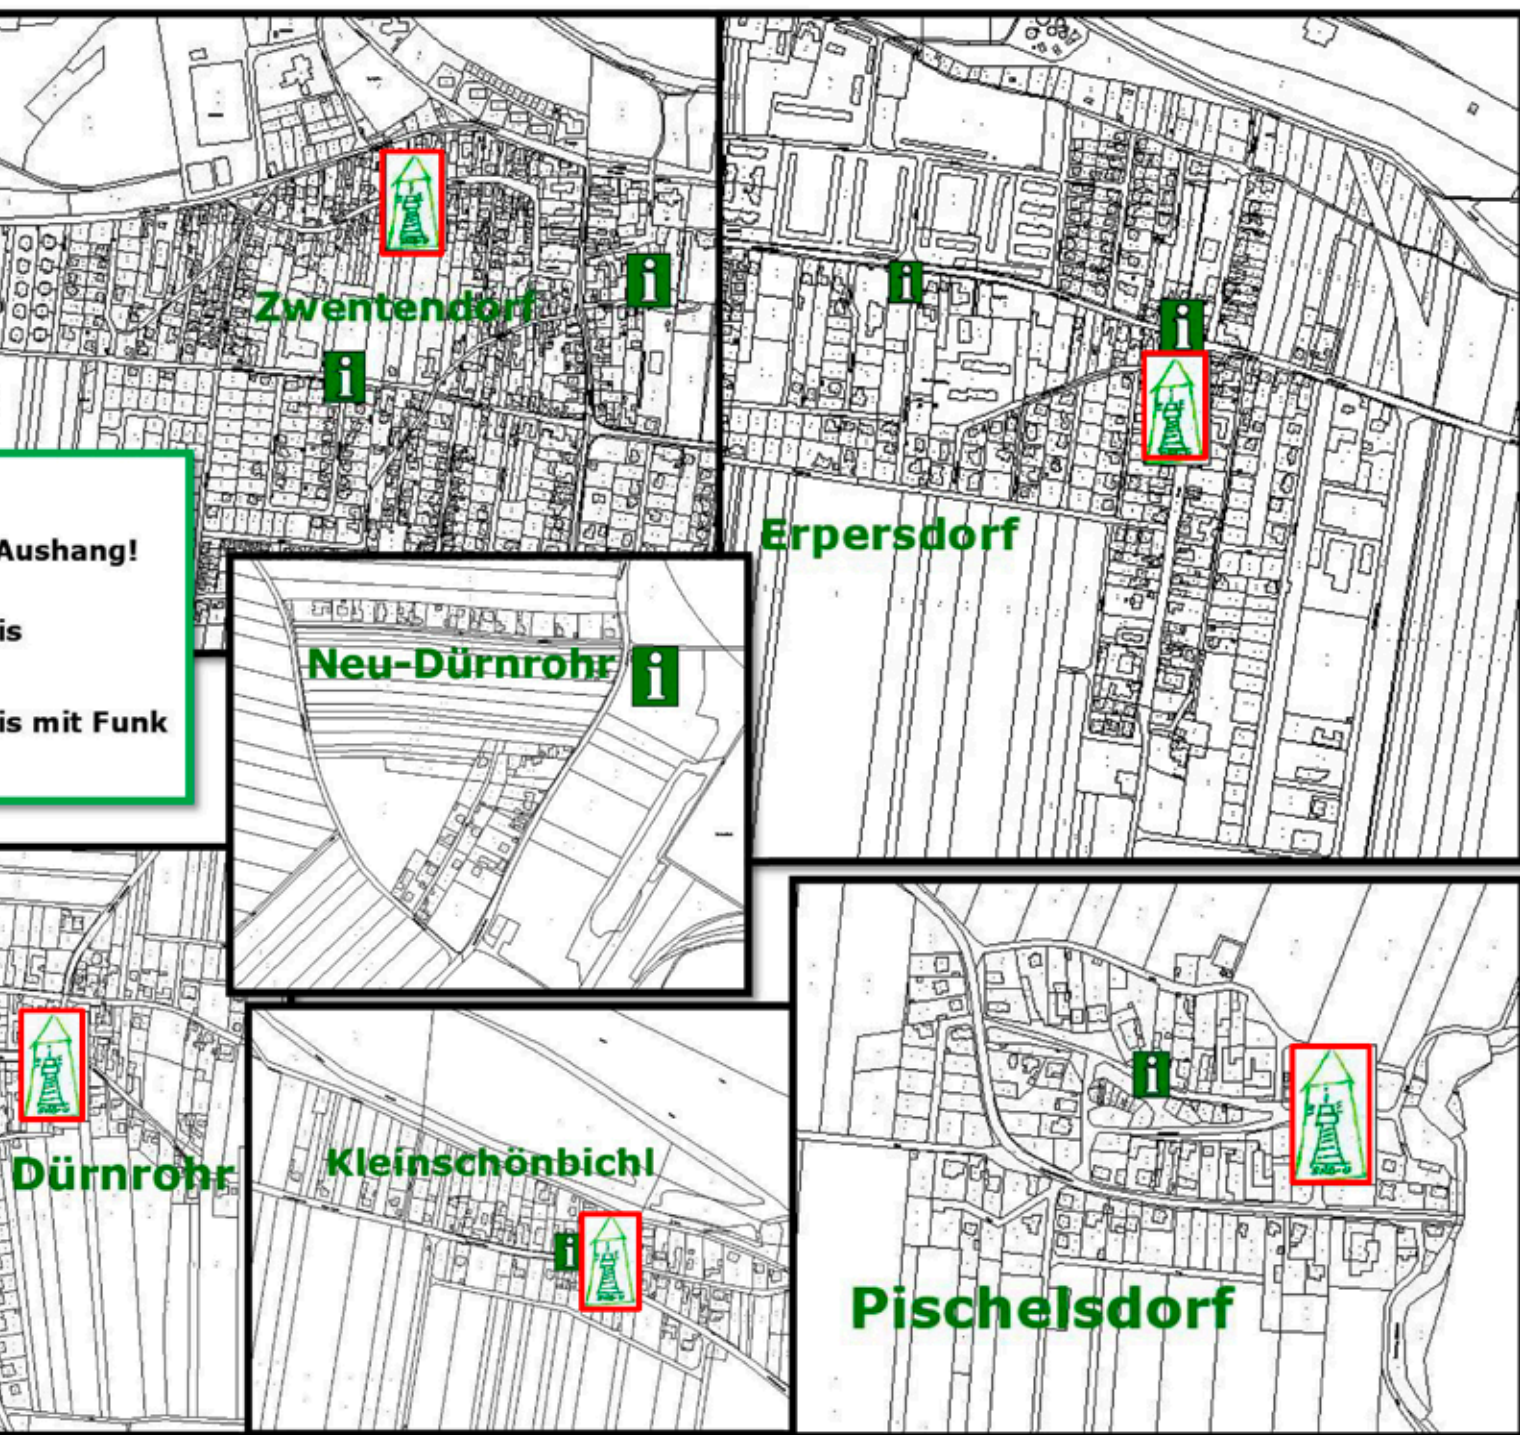 Zwentendorf
i
i
i
i
Erpersdorf
Aushang!
is
is mit Funk
Neu-Dürnrohr
i
Dürnrohr
Kleinschönbichl
i
i
Pischelsdorf